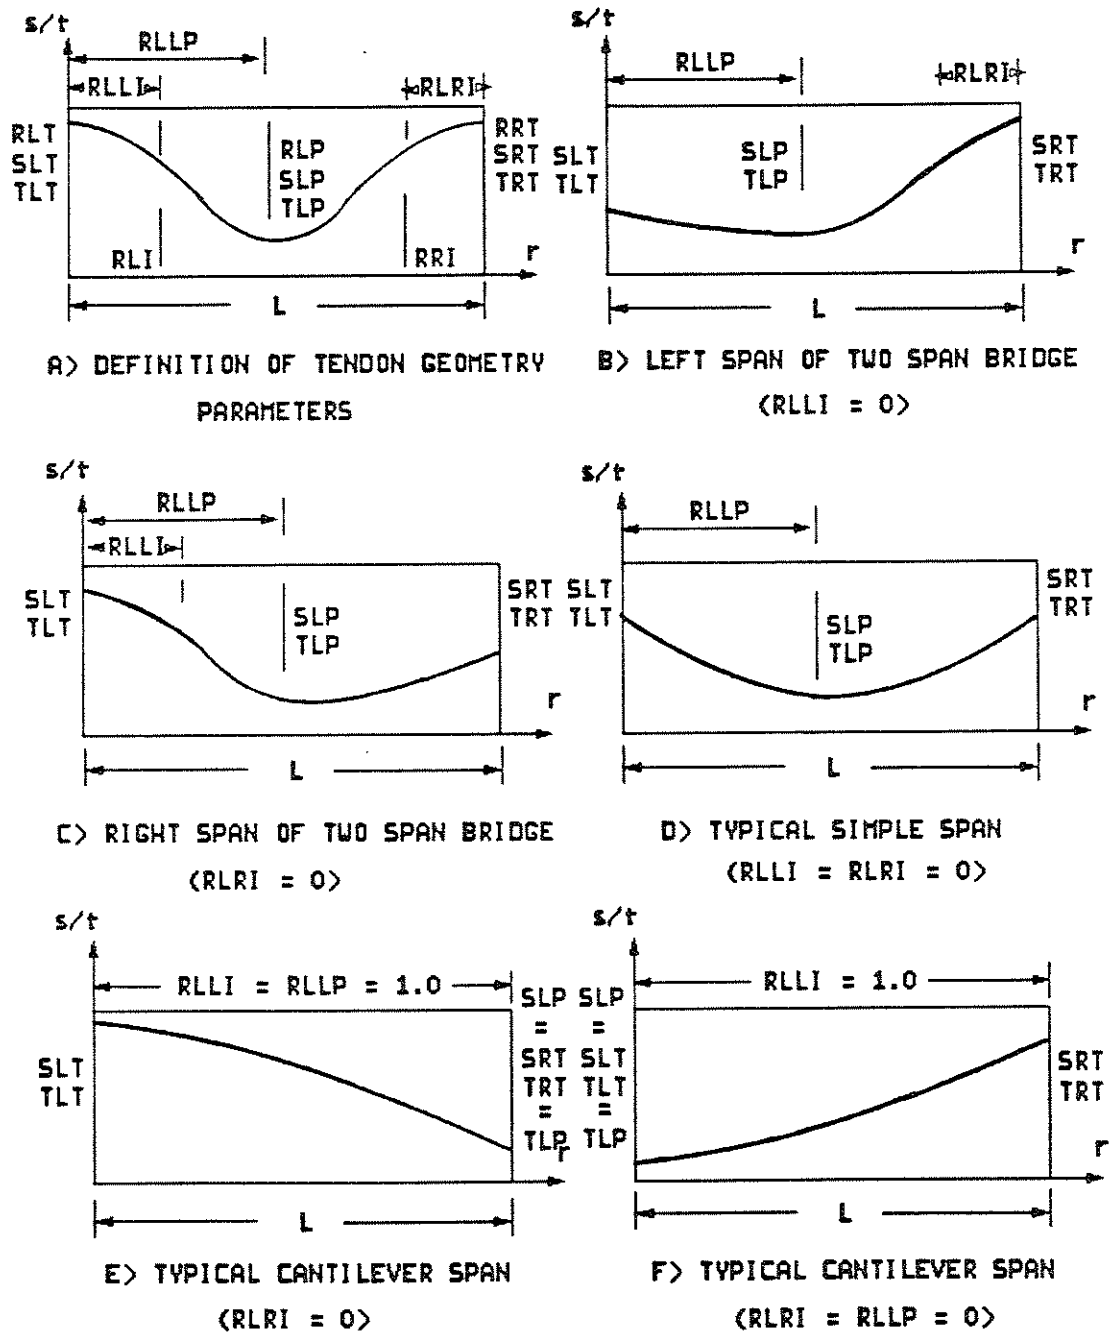 s/t
RLLP
RLLI
RLRI
RLT
SLT
TLT
RLP
SLP
TLP
RRT
SRT
TRT
RLI
RRI
r
L
A) DEFINITION OF TENDON GEOMETRY
PARAMETERS
s/t
RLLP
RLRI
SLT
TLT
SLP
TLP
SRT
TRT
r
L
B) LEFT SPAN OF TWO SPAN BRIDGE
(RLLI = 0)
s/t
RLLP
RLLI
SLT
TLT
SLP
TLP
SRT
TRT
r
L
C) RIGHT SPAN OF TWO SPAN BRIDGE
(RLRI = 0)
s/t
RLLP
SLT
TLT
SLP
TLP
SRT
TRT
r
L
D) TYPICAL SIMPLE SPAN
(RLLI = RLRI = 0)
s/t
RLLI = RLLP = 1.0
SLT
TLT
SLP
=
SRT
TRT
=
TLP
r
L
E) TYPICAL CANTILEVER SPAN
(RLRI = 0)
s/t
RLLI = 1.0
SLP
=
SLT
TLT
=
TLP
SRT
TRT
r
L
F) TYPICAL CANTILEVER SPAN
(RLRI = RLLP = 0)